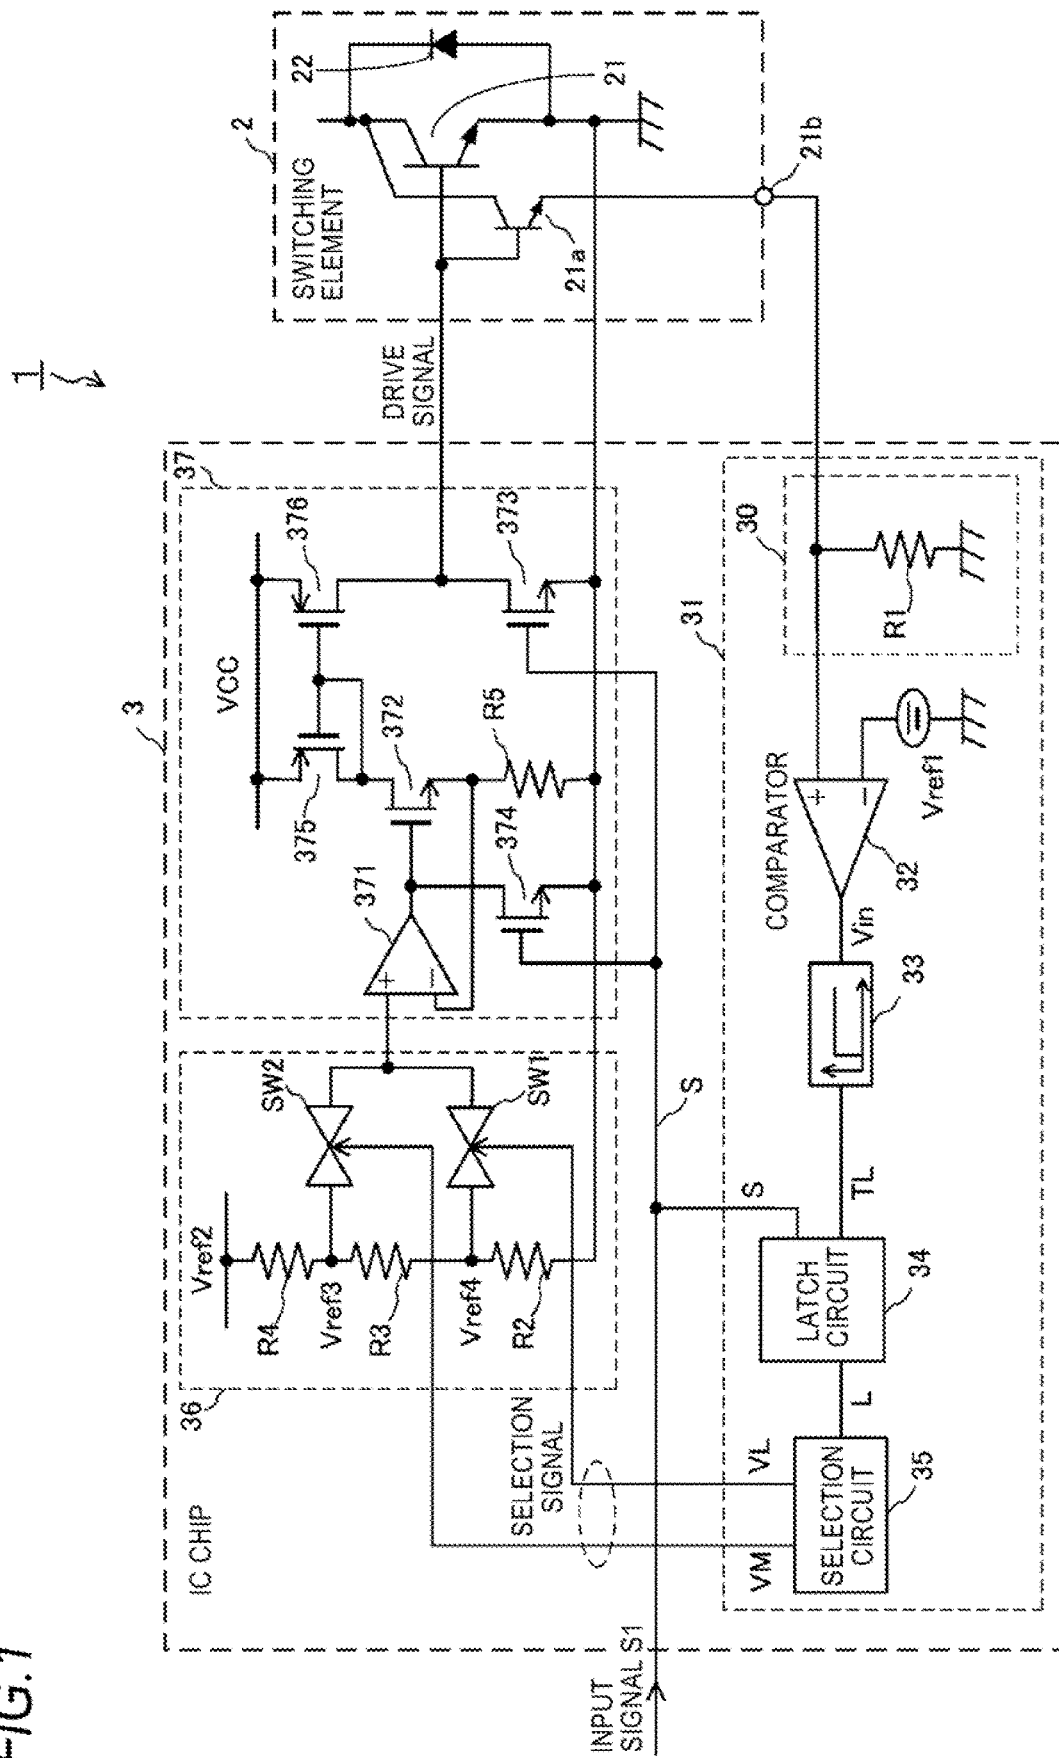 FIG.1
1
IC CHIP
3
36
Vref2
R4
Vref3
R3
Vref4
R2
SW2
SW1
SELECTION
SIGNAL
37
VCC
371
375
372
R5
374
376
373
DRIVE
SIGNAL
2
SWITCHING
ELEMENT
22
21
21a
21b
INPUT
SIGNAL S1
S
S
VM
VL
SELECTION
CIRCUIT
35
L
LATCH
CIRCUIT
34
TL
33
Vin
COMPARATOR
+
−
+
−
32
Vref1
31
30
R1